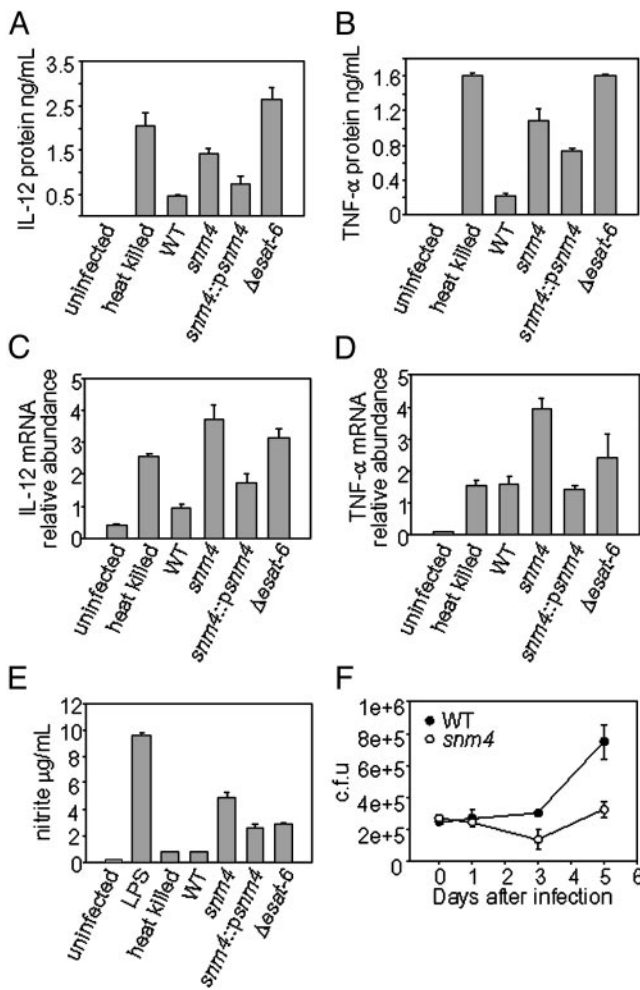 A
IL-12 protein ng/mL
3.5
2.5
1.5
0.5
uninfected
heat killed
WT
snm4
snm4::psnm4
Δesat-6
B
TNF-α protein ng/mL
1.6
1.2
0.8
0.4
0
uninfected
heat killed
WT
snm4
snm4::psnm4
Δesat-6
C
IL-12 mRNA
relative abundance
5
4
3
2
1
0
uninfected
heat killed
WT
snm4
snm4::psnm4
Δesat-6
D
TNF-α mRNA
relative abundance
5
4
3
2
1
0
uninfected
heat killed
WT
snm4
snm4::psnm4
Δesat-6
E
nitrite µg/mL
12
10
8
6
4
2
0
uninfected
LPS
heat killed
WT
snm4
snm4::psnm4
Δesat-6
F
c.f.u
1e+6
8e+5
6e+5
4e+5
2e+5
0
WT
snm4
0 1 2 3 4 5 6
Days after infection